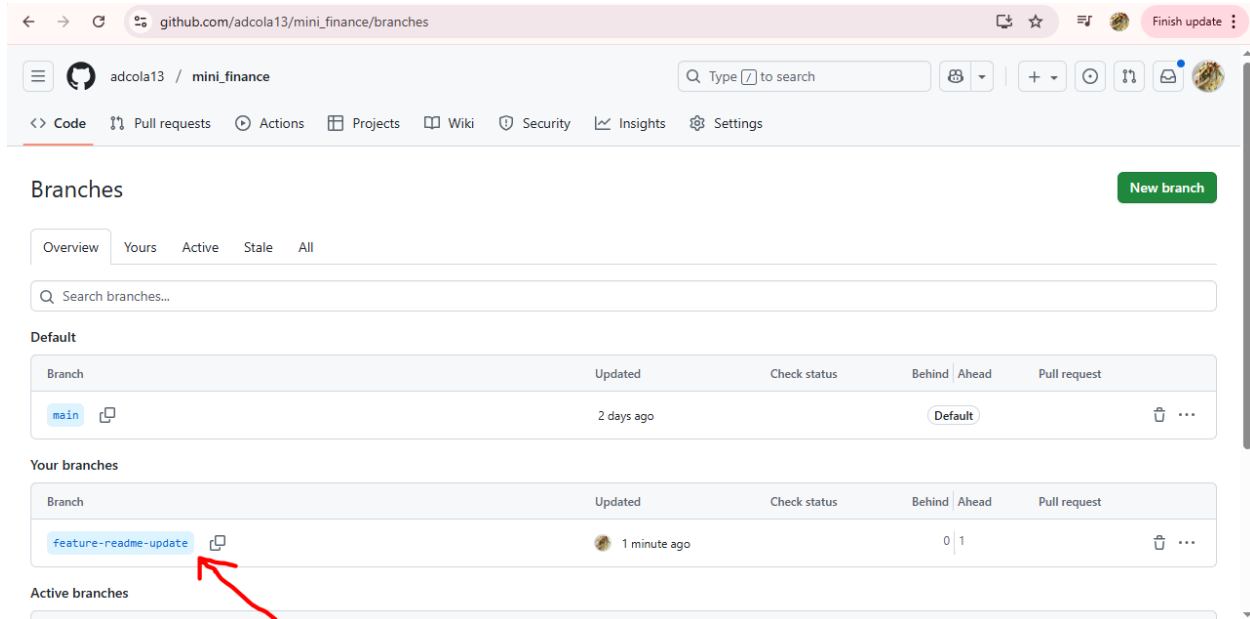 github.com/adcola13/mini_finance/branches
Finish update
adcola13 / mini_finance
Type / to search
Code Pull requests Actions Projects Wiki Security Insights Settings
Branches
New branch
Overview Yours Active Stale All
Search branches...
Default
Branch Updated Check status Behind Ahead Pull request
main 2 days ago Default
Your branches
Branch Updated Check status Behind Ahead Pull request
feature-readme-update 1 minute ago 0 1
Active branches